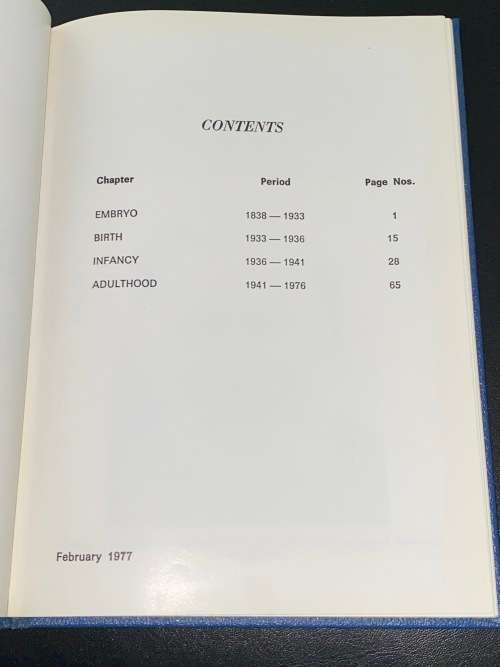 CONTENTS
Chapter Period Page Nos.
EMBRYO 1838 — 1933 1
BIRTH 1933 — 1936 15
INFANCY 1936 — 1941 28
ADULTHOOD 1941 — 1976 65
February 1977